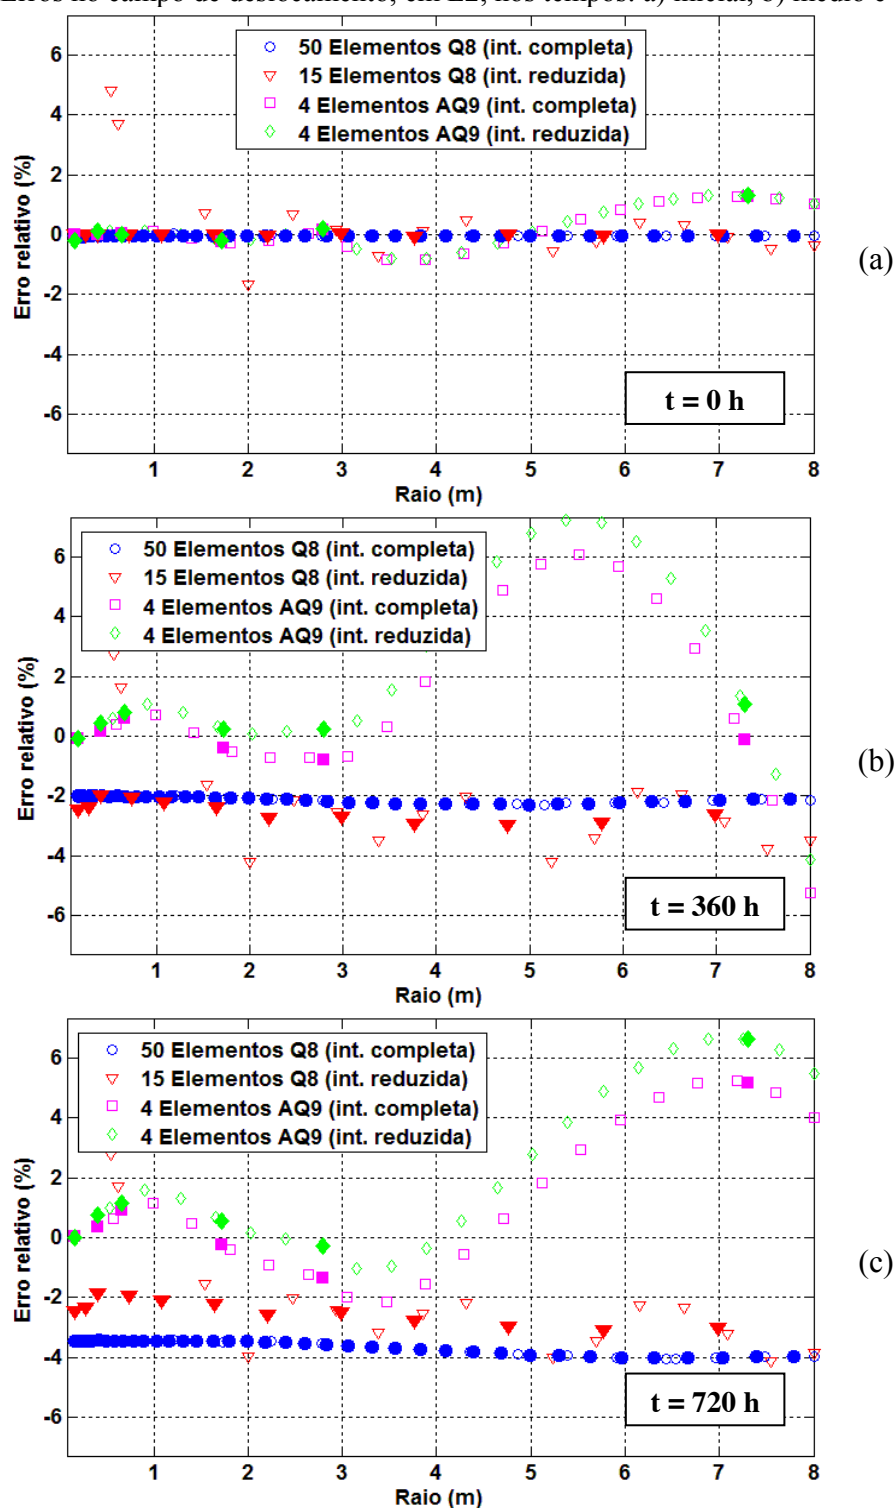 Erros no campo de deslocamento, em E2, nos tempos: a) inicial, b) médio e
6
4
2
0
-2
-4
-6
Erro relativo (%)
50 Elementos Q8 (int. completa)
15 Elementos Q8 (int. reduzida)
4 Elementos AQ9 (int. completa)
4 Elementos AQ9 (int. reduzida)
(a)
t = 0 h
1 2 3 4 5 6 7 8
Raio (m)
6
4
2
0
-2
-4
-6
Erro relativo (%)
50 Elementos Q8 (int. completa)
15 Elementos Q8 (int. reduzida)
4 Elementos AQ9 (int. completa)
4 Elementos AQ9 (int. reduzida)
(b)
t = 360 h
1 2 3 4 5 6 7 8
Raio (m)
6
4
2
0
-2
-4
-6
Erro relativo (%)
50 Elementos Q8 (int. completa)
15 Elementos Q8 (int. reduzida)
4 Elementos AQ9 (int. completa)
4 Elementos AQ9 (int. reduzida)
(c)
t = 720 h
1 2 3 4 5 6 7 8
Raio (m)